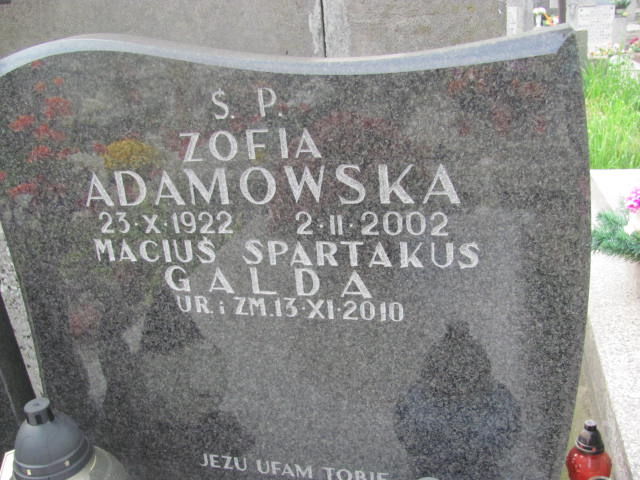 Ś. P.
ZOFIA
ADAMOWSKA
23·X·1922 2·II·2002
MACIUŚ SPARTAKUS
GALDA
UR. i ZM. 13·XI·2010
JEZU UFAM TOBIE